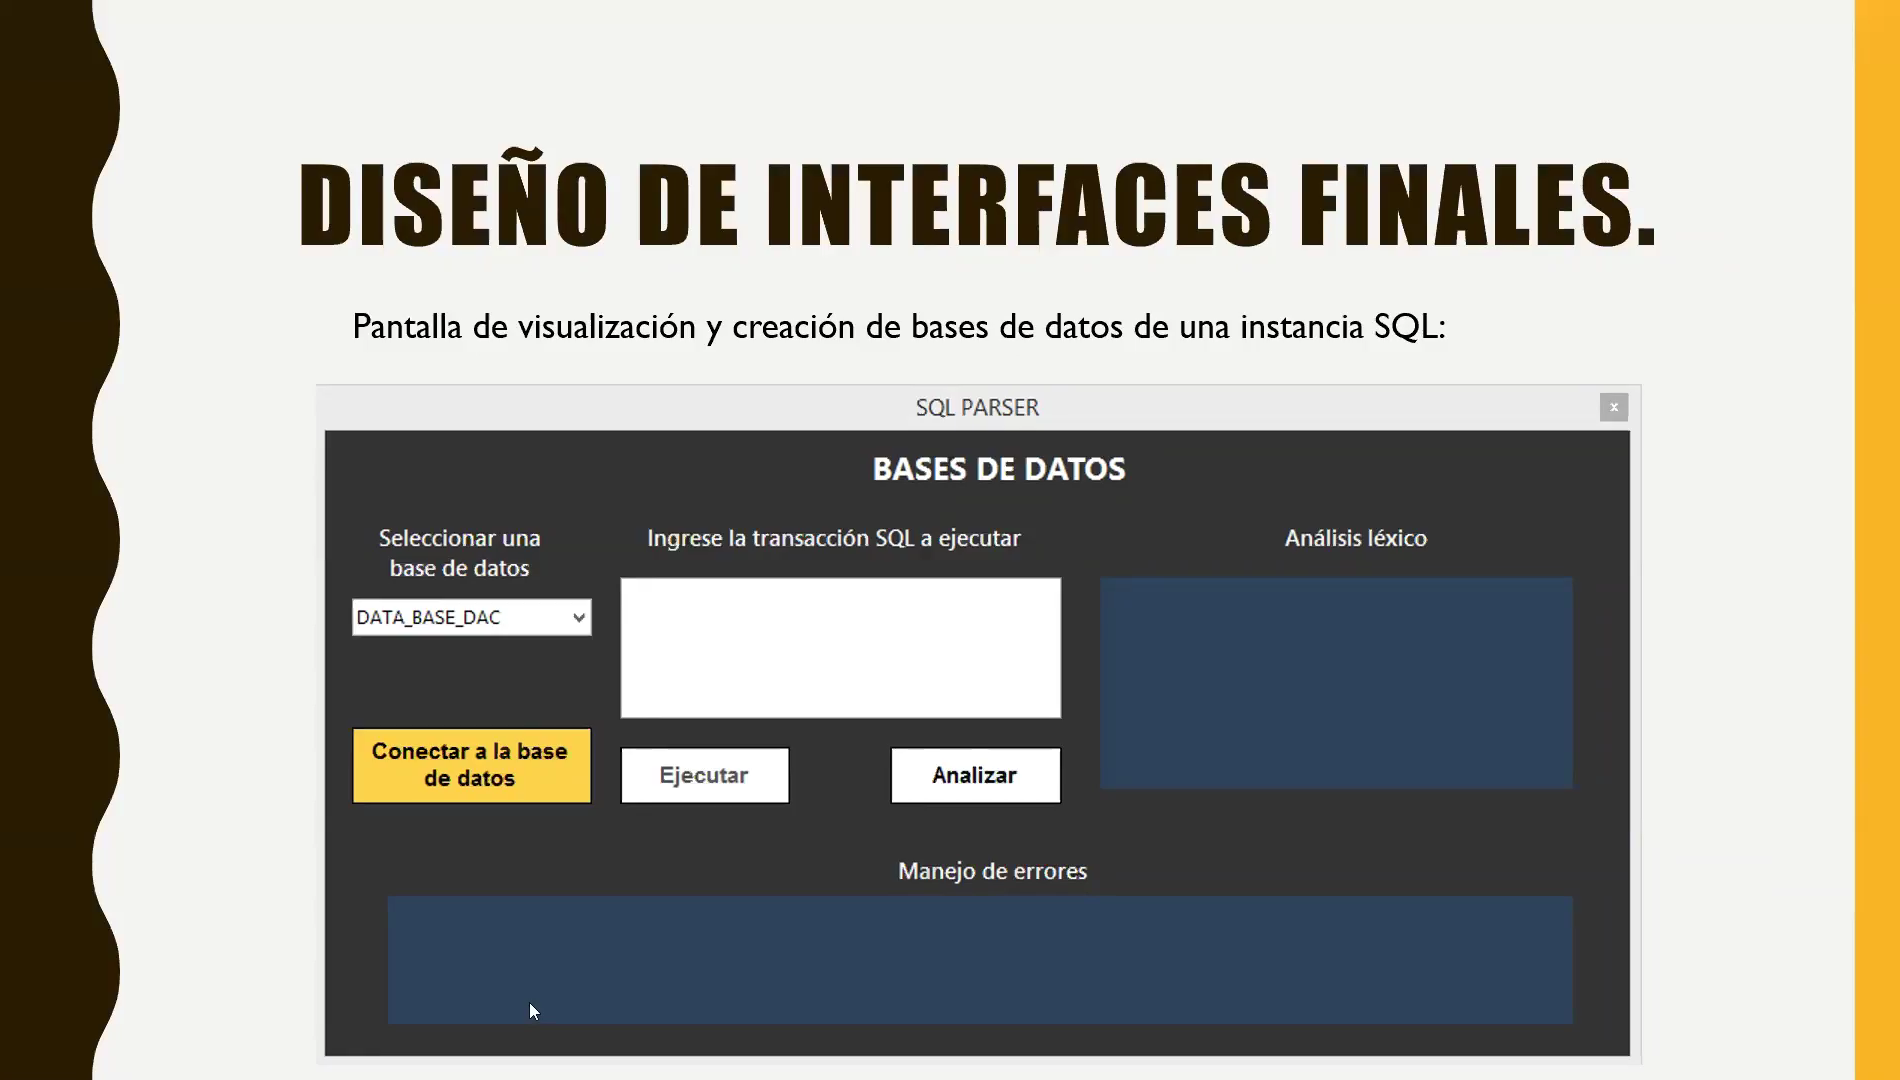 DISEÑO DE INTERFACES FINALES.
Pantalla de visualización y creación de bases de datos de una instancia SQL:
SQL PARSER
x
BASES DE DATOS
Seleccionar una
base de datos
Ingrese la transacción SQL a ejecutar
Análisis léxico
DATA_BASE_DAC
Conectar a la base
de datos
Ejecutar
Analizar
Manejo de errores